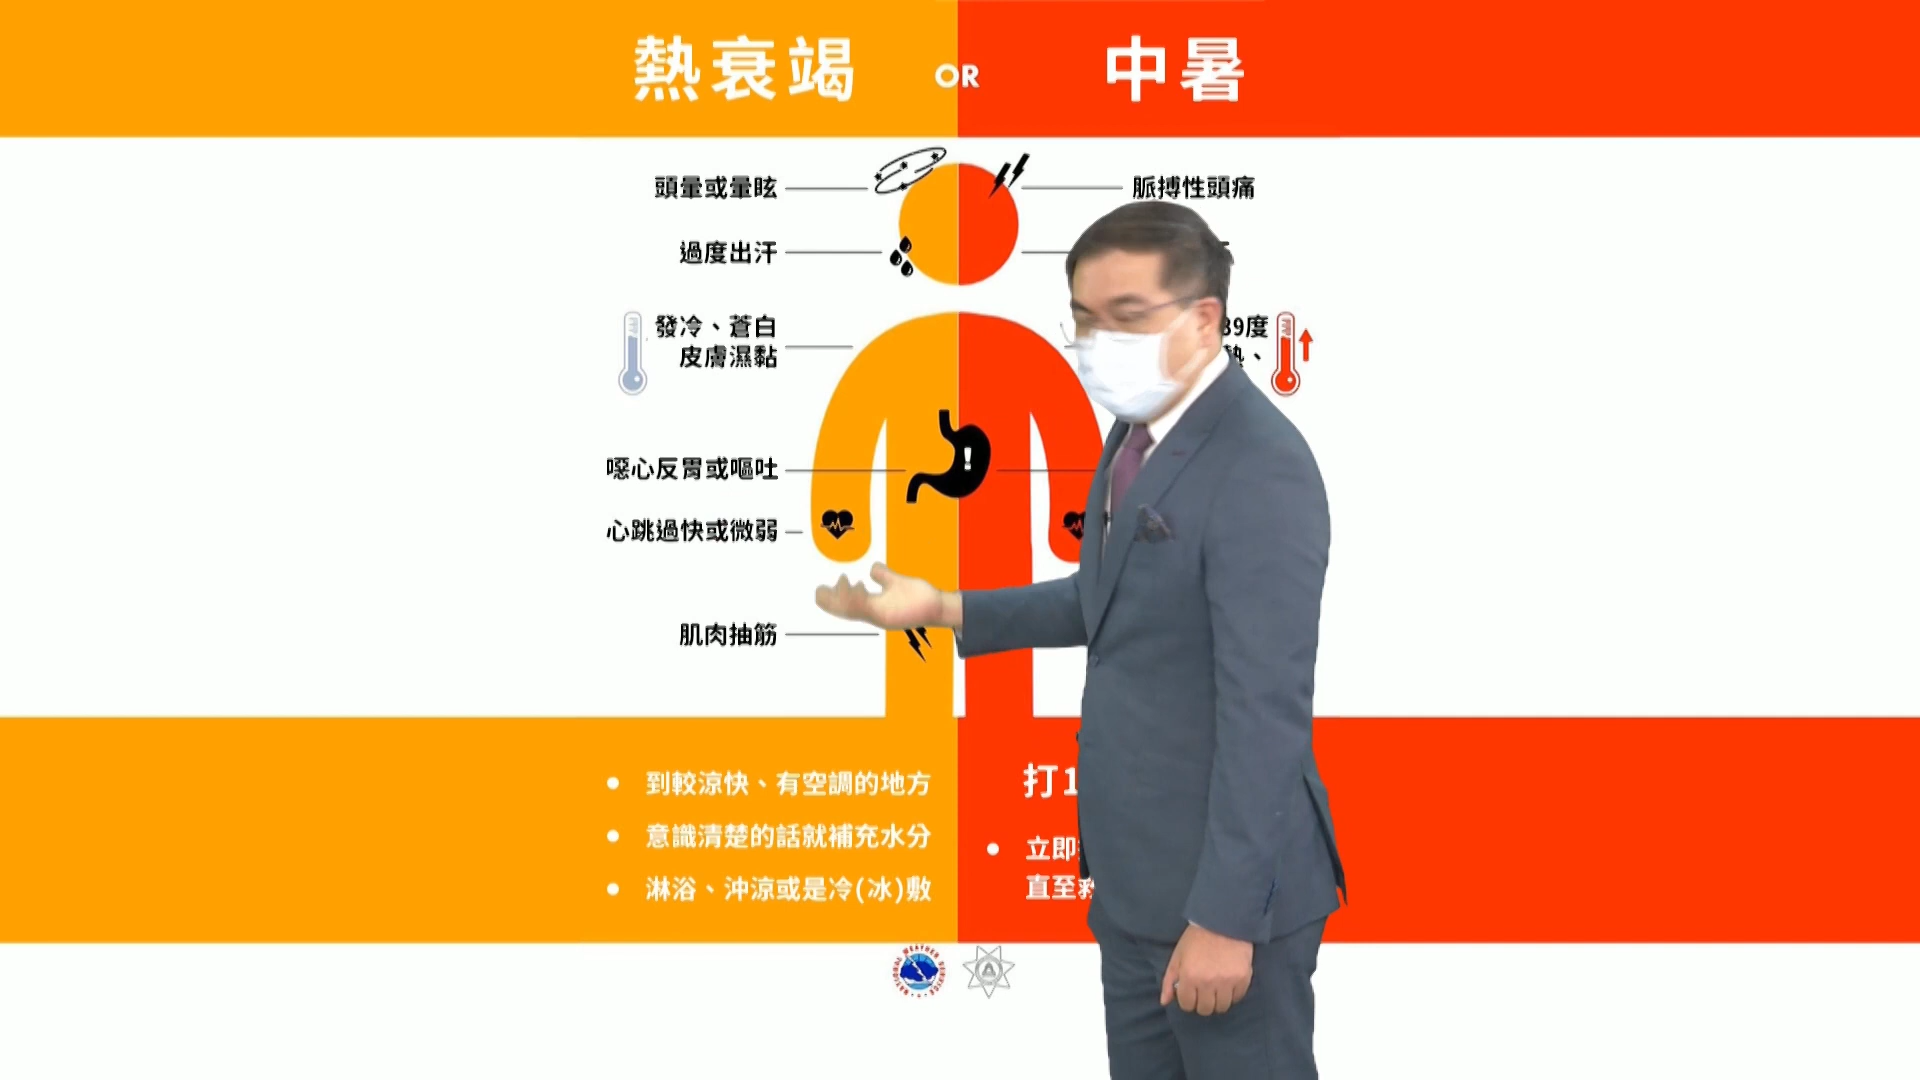 熱衰竭 OR 中暑
頭暈或暈眩
脈搏性頭痛
過度出汗
發冷、蒼白
皮膚濕黏
39度
熱、
噁心反胃或嘔吐
心跳過快或微弱
肌肉抽筋
到較涼快、有空調的地方
意識清楚的話就補充水分
淋浴、沖涼或是冷(冰)敷
打1
立即
直至
NATIONAL WEATHER SERVICE